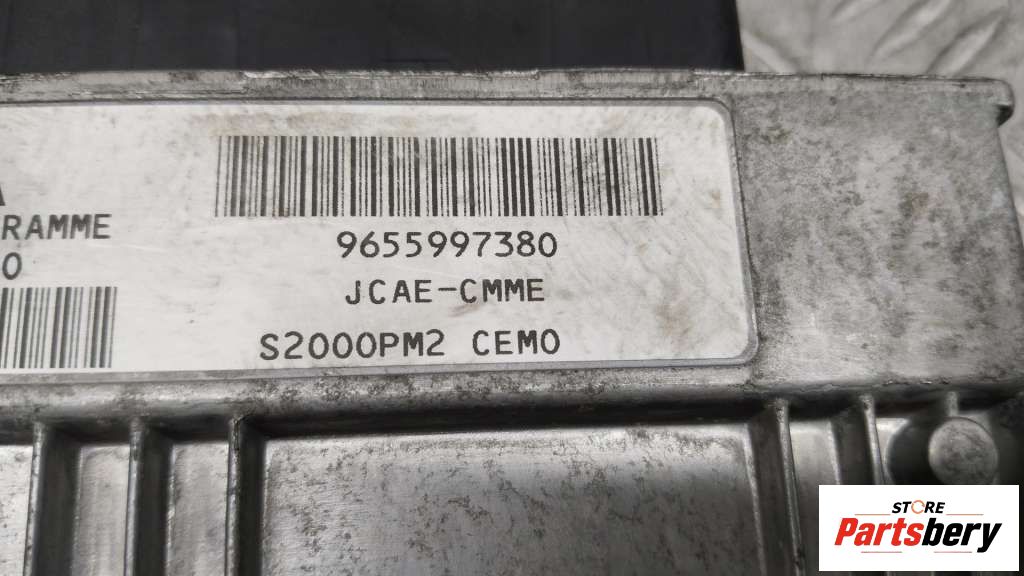 A
RAMME
0
9655997380
JCAE-CMME
S2000PM2 CEMO
STORE
Partsbery